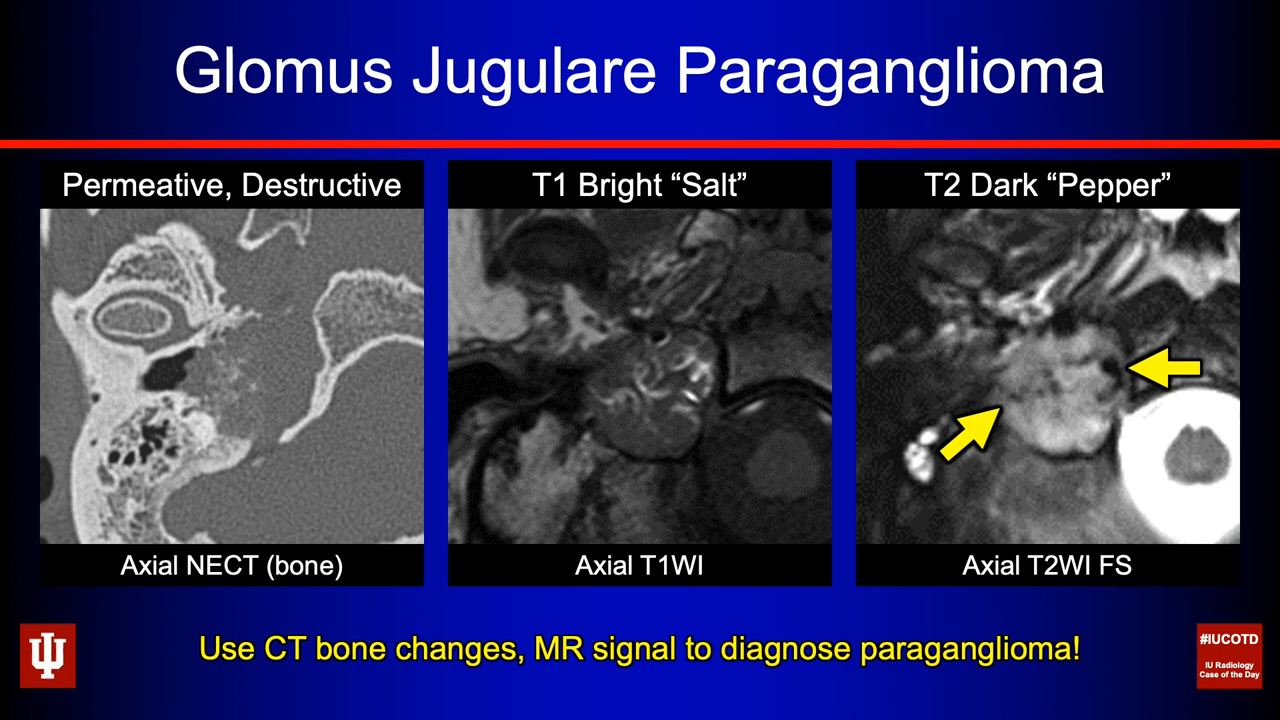 Glomus Jugulare Paraganglioma
Permeative, Destructive
T1 Bright “Salt”
T2 Dark “Pepper”
Axial NECT (bone)
Axial T1WI
Axial T2WI FS
Use CT bone changes, MR signal to diagnose paraganglioma!
#IUCOTD
IU Radiology
Case of the Day